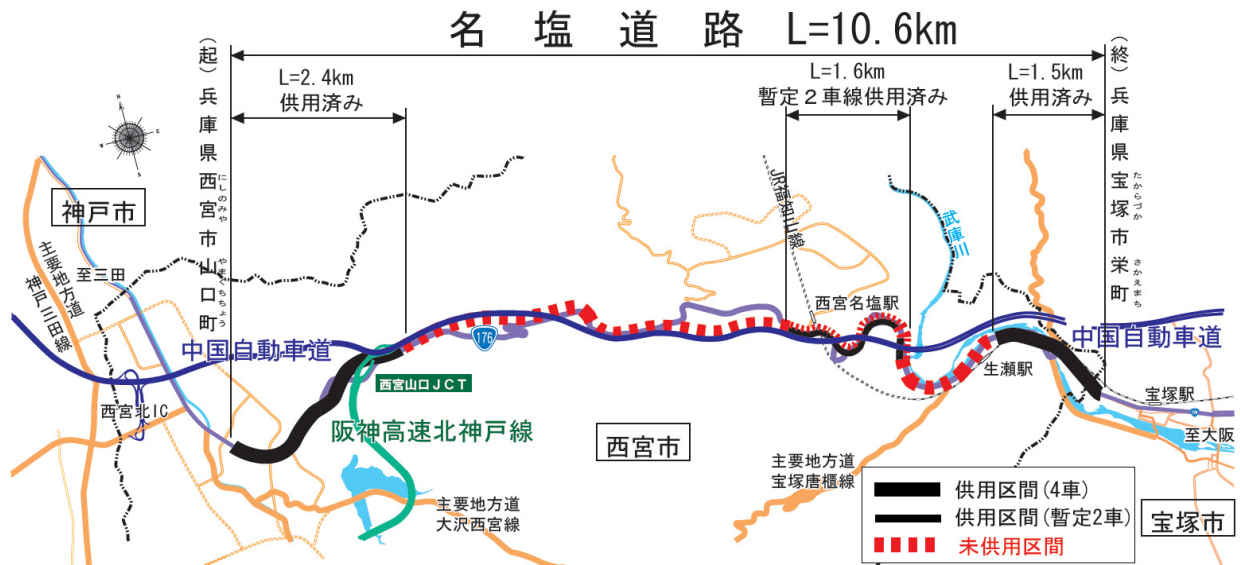 名塩道路 L=10.6km
(起)兵庫県西宮市山口町
にしのみや
やまぐちちょう
L=2.4km
供用済み
L=1.6km
暫定2車線供用済み
L=1.5km
供用済み
(終)兵庫県宝塚市栄町
たからづか
さかえまち
N
E
S
W
神戸市
主要地方道
神戸三田線
至三田
中国自動車道
西宮北IC
176
西宮山口JCT
阪神高速北神戸線
主要地方道
大沢西宮線
西宮市
JR福知山線
西宮名塩駅
武庫川
生瀬駅
中国自動車道
宝塚駅
至大阪
主要地方道
宝塚唐櫃線
宝塚市
供用区間(4車)
供用区間(暫定2車)
未供用区間